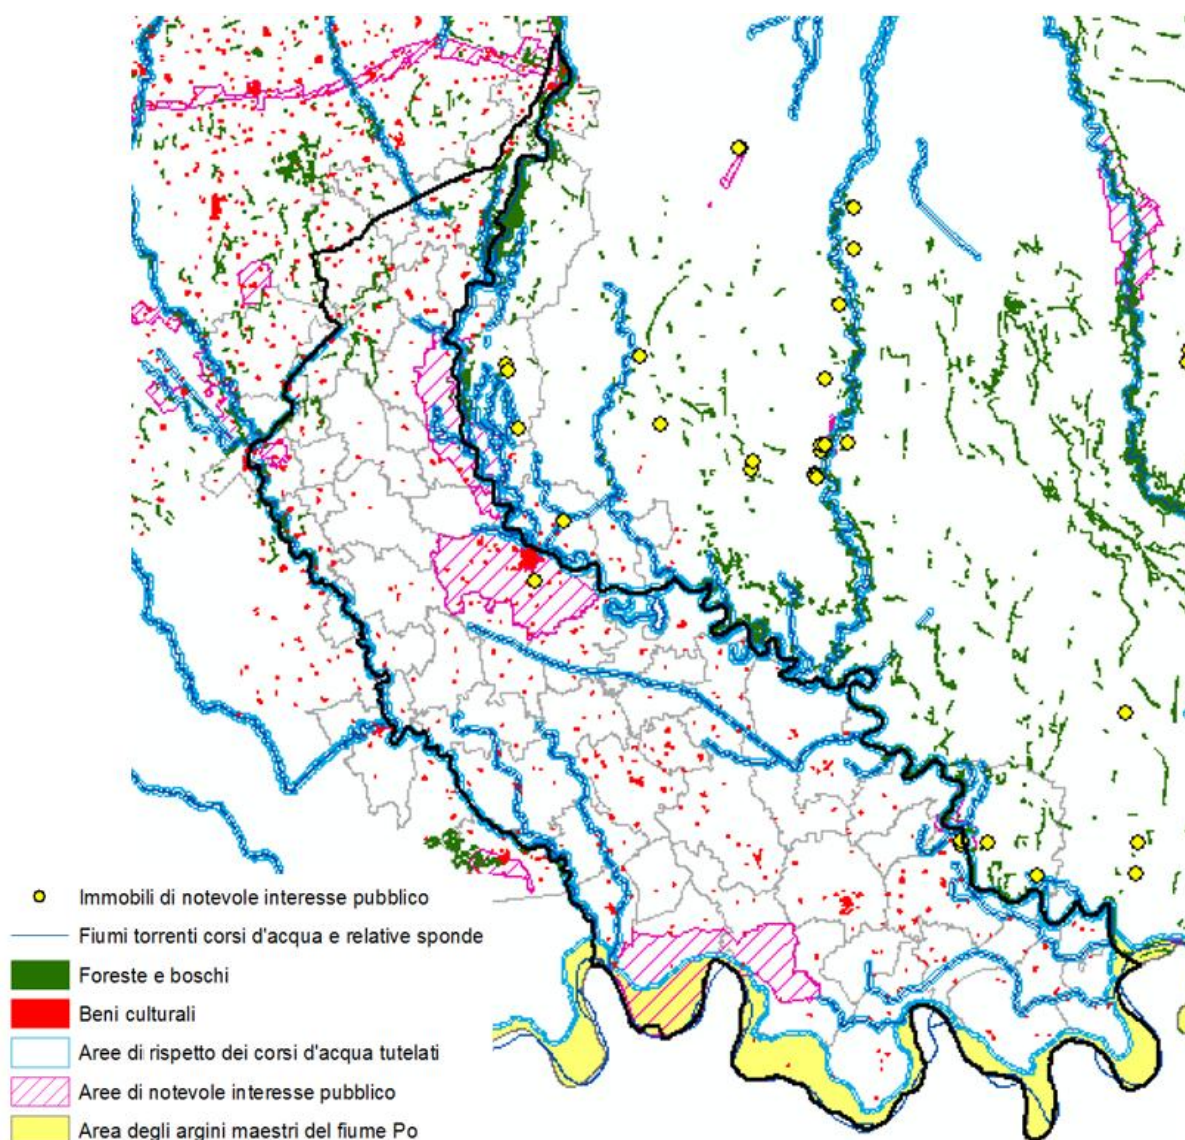 Immobili di notevole interesse pubblico
Fiumi torrenti corsi d'acqua e relative sponde
Foreste e boschi
Beni culturali
Aree di rispetto dei corsi d'acqua tutelati
Aree di notevole interesse pubblico
Area degli argini maestri del fiume Po